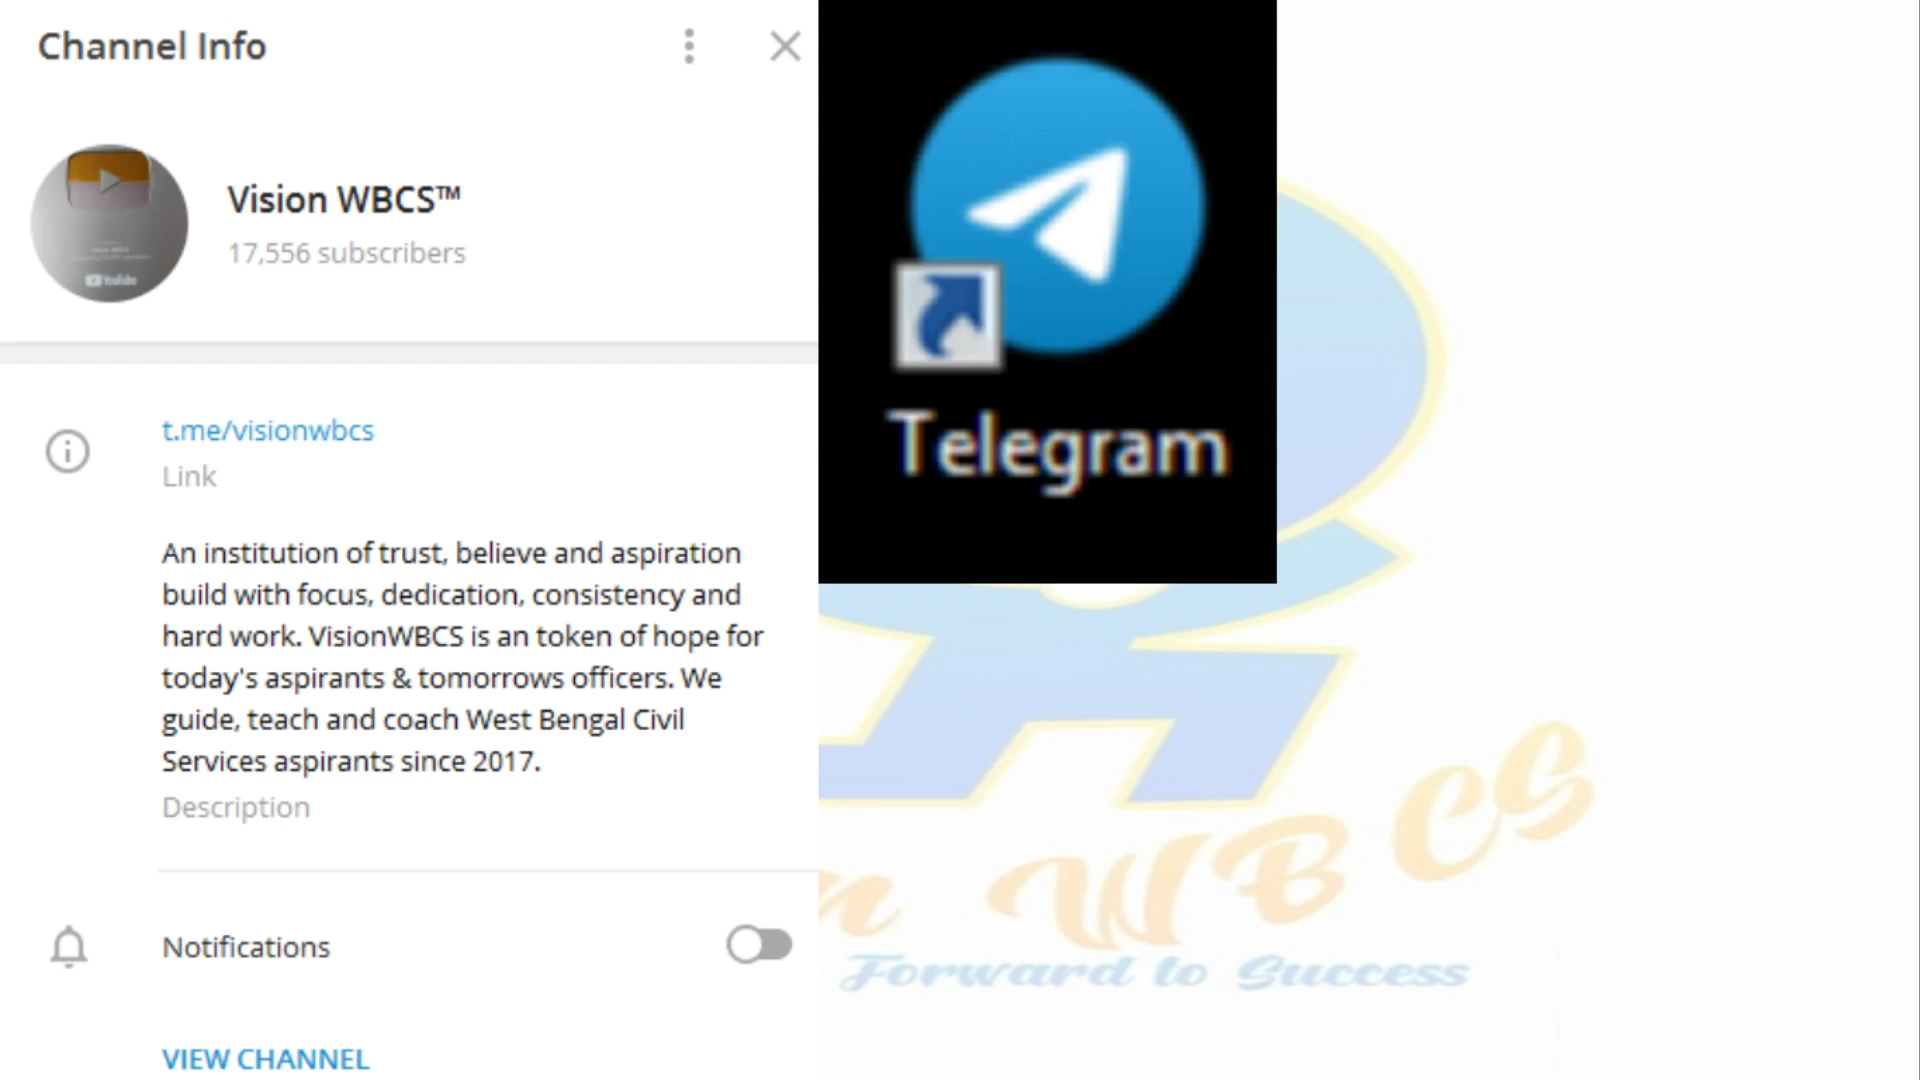 Channel Info
Vision WBCS™
17,556 subscribers
t.me/visionwbcs
Link
An institution of trust, believe and aspiration
build with focus, dedication, consistency and
hard work. VisionWBCS is an token of hope for
today's aspirants & tomorrows officers. We
guide, teach and coach West Bengal Civil
Services aspirants since 2017.
Description
Notifications
VIEW CHANNEL
Telegram
n WBCS
Forward to Success
YouTube